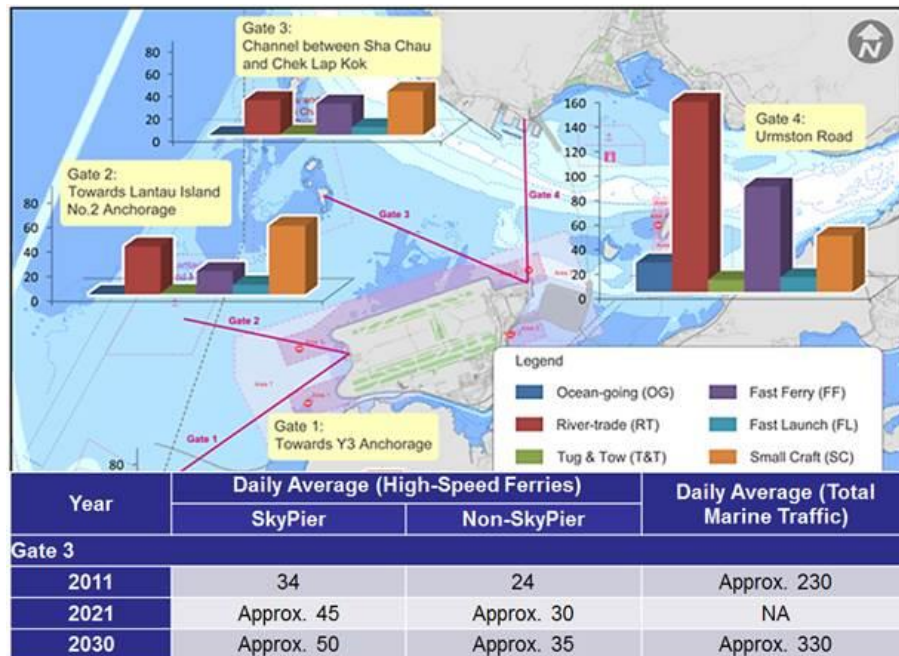 Gate 3:
Channel between Sha Chau
and Chek Lap Kok
80
60
40
20
0
N
Gate 2:
Towards Lantau Island
No.2 Anchorage
80
60
40
20
0
160
140
120
100
80
60
40
20
0
Gate 4:
Urmston Road
Gate 3
Gate 4
Gate 2
Gate 1
Gate 1:
Towards Y3 Anchorage
80
Legend
Ocean-going (OG)
Fast Ferry (FF)
River-trade (RT)
Fast Launch (FL)
Tug & Tow (T&T)
Small Craft (SC)
Year
Daily Average (High-Speed Ferries)
Daily Average (Total
Marine Traffic)
SkyPier
Non-SkyPier
Gate 3
2011 34 24 Approx. 230
2021 Approx. 45 Approx. 30 NA
2030 Approx. 50 Approx. 35 Approx. 330